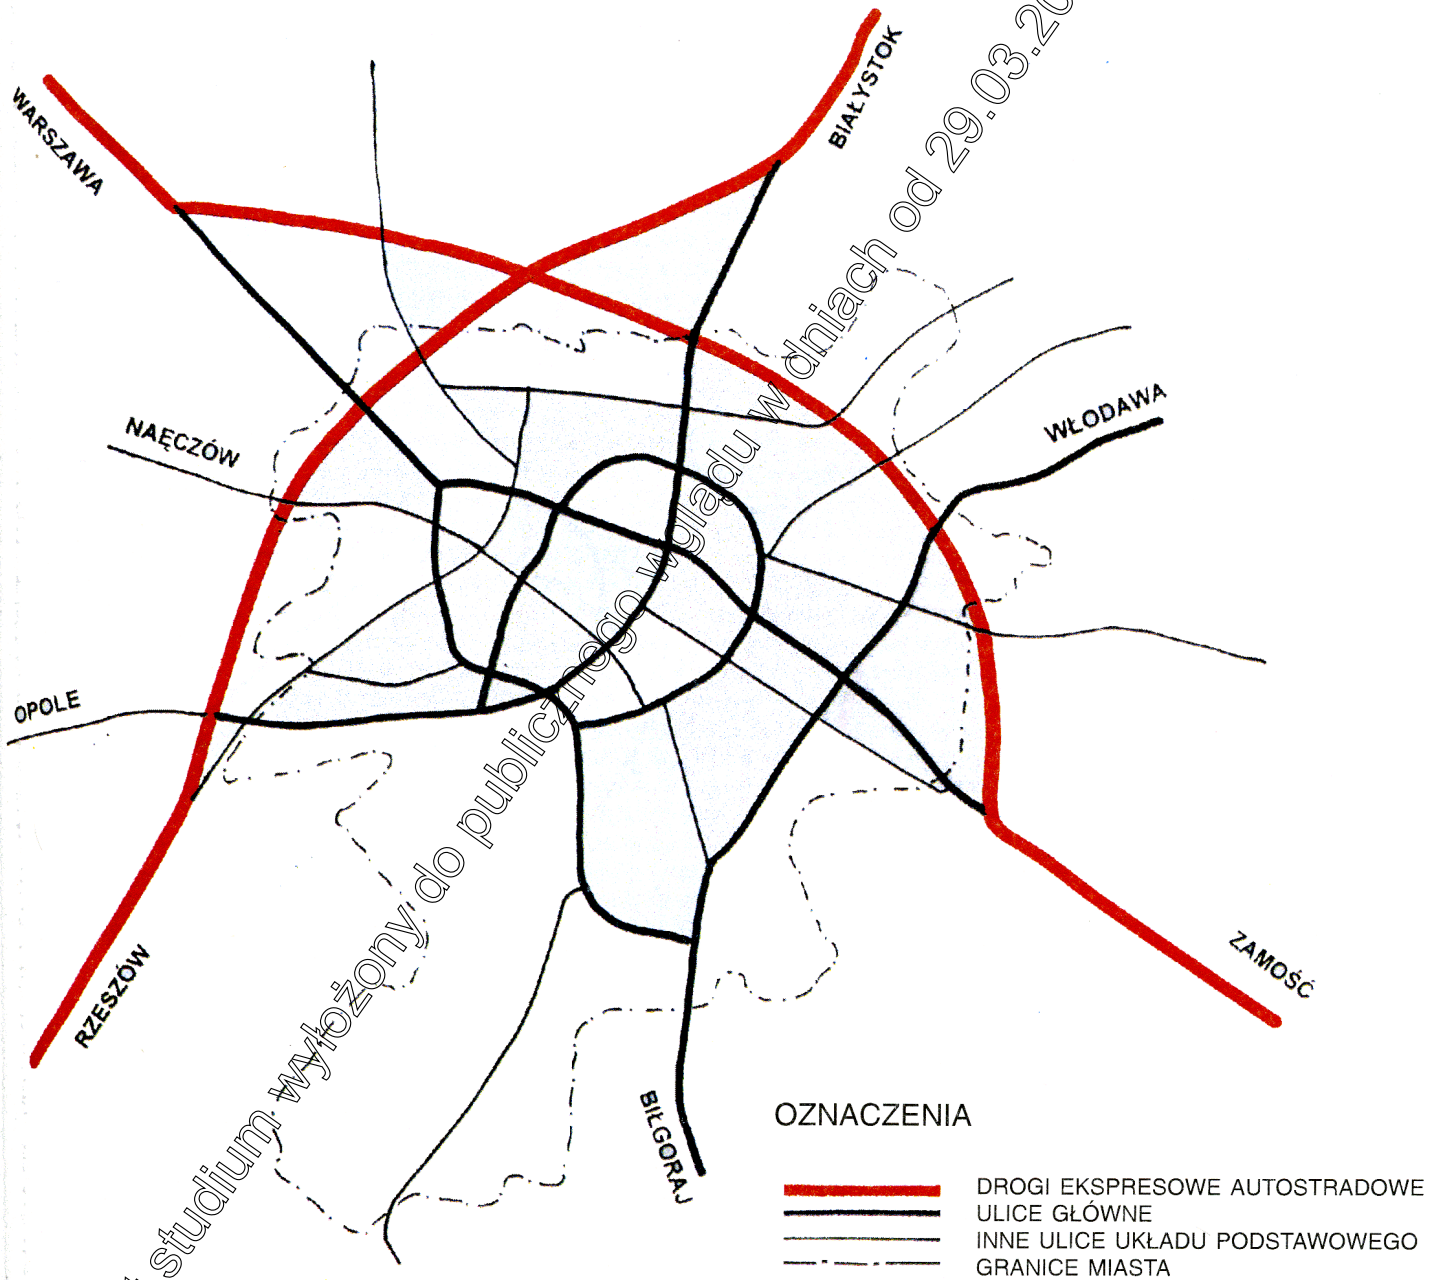 WARSZAWA
BIAŁYSTOK
NAĘCZÓW
WŁODAWA
OPOLE
RZESZÓW
ZAMOŚĆ
BIŁGORAJ
studium wyłożony do publicznego wglądu w dniach od 29.03.20
OZNACZENIA
DROGI EKSPRESOWE AUTOSTRADOWE
ULICE GŁÓWNE
INNE ULICE UKŁADU PODSTAWOWEGO
GRANICE MIASTA